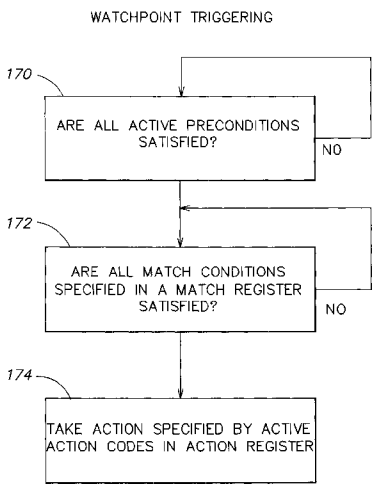 WATCHPOINT TRIGGERING
170
ARE ALL ACTIVE PRECONDITIONS
SATISFIED?
NO
172
ARE ALL MATCH CONDITIONS
SPECIFIED IN A MATCH REGISTER
SATISFIED?
NO
174
TAKE ACTION SPECIFIED BY ACTIVE
ACTION CODES IN ACTION REGISTER